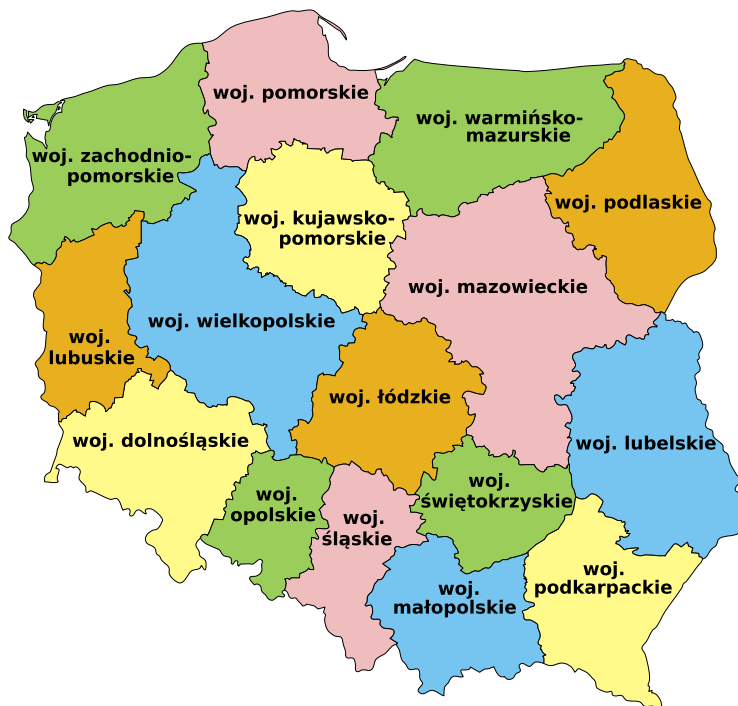 woj. pomorskie
woj. warmińsko-
mazurskie
woj. zachodnio-
pomorskie
woj. podlaskie
woj. kujawsko-
pomorskie
woj. mazowieckie
woj. wielkopolskie
woj.
lubuskie
woj. łódzkie
woj. dolnośląskie
woj. lubelskie
woj.
opolskie
woj.
śląskie
woj.
świętokrzyskie
woj.
małopolskie
woj.
podkarpackie